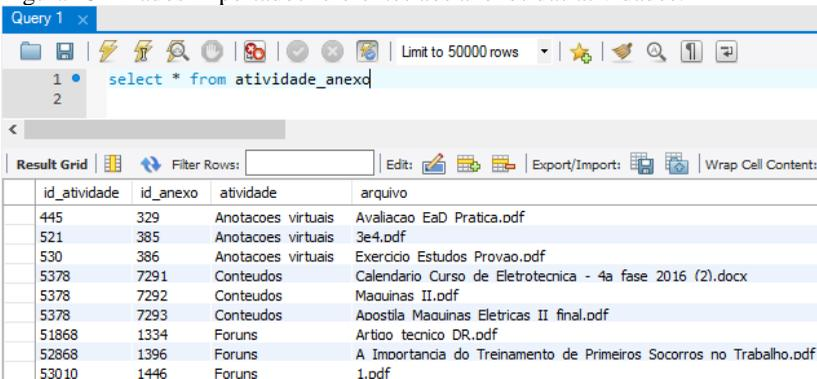 Query 1
Limit to 50000 rows
1 select * from atividade_anexo
2
Result Grid Filter Rows: Edit: Export/Import: Wrap Cell Content:
id_atividade id_anexo atividade arquivo
445 329 Anotacoes virtuais Avaliacao EaD Pratica.pdf
521 385 Anotacoes virtuais 3e4.pdf
530 386 Anotacoes virtuais Exercicio Estudos Provao.pdf
5378 7291 Conteudos Calendario Curso de Eletrotecnica - 4a fase 2016 (2).docx
5378 7292 Conteudos Maquinas II.pdf
5378 7293 Conteudos Apostila Maquinas Eletricas II final.pdf
51868 1334 Foruns Artigo tecnico DR.pdf
52868 1396 Foruns A Importancia do Treinamento de Primeiros Socorros no Trabalho.pdf
53010 1446 Foruns 1.pdf